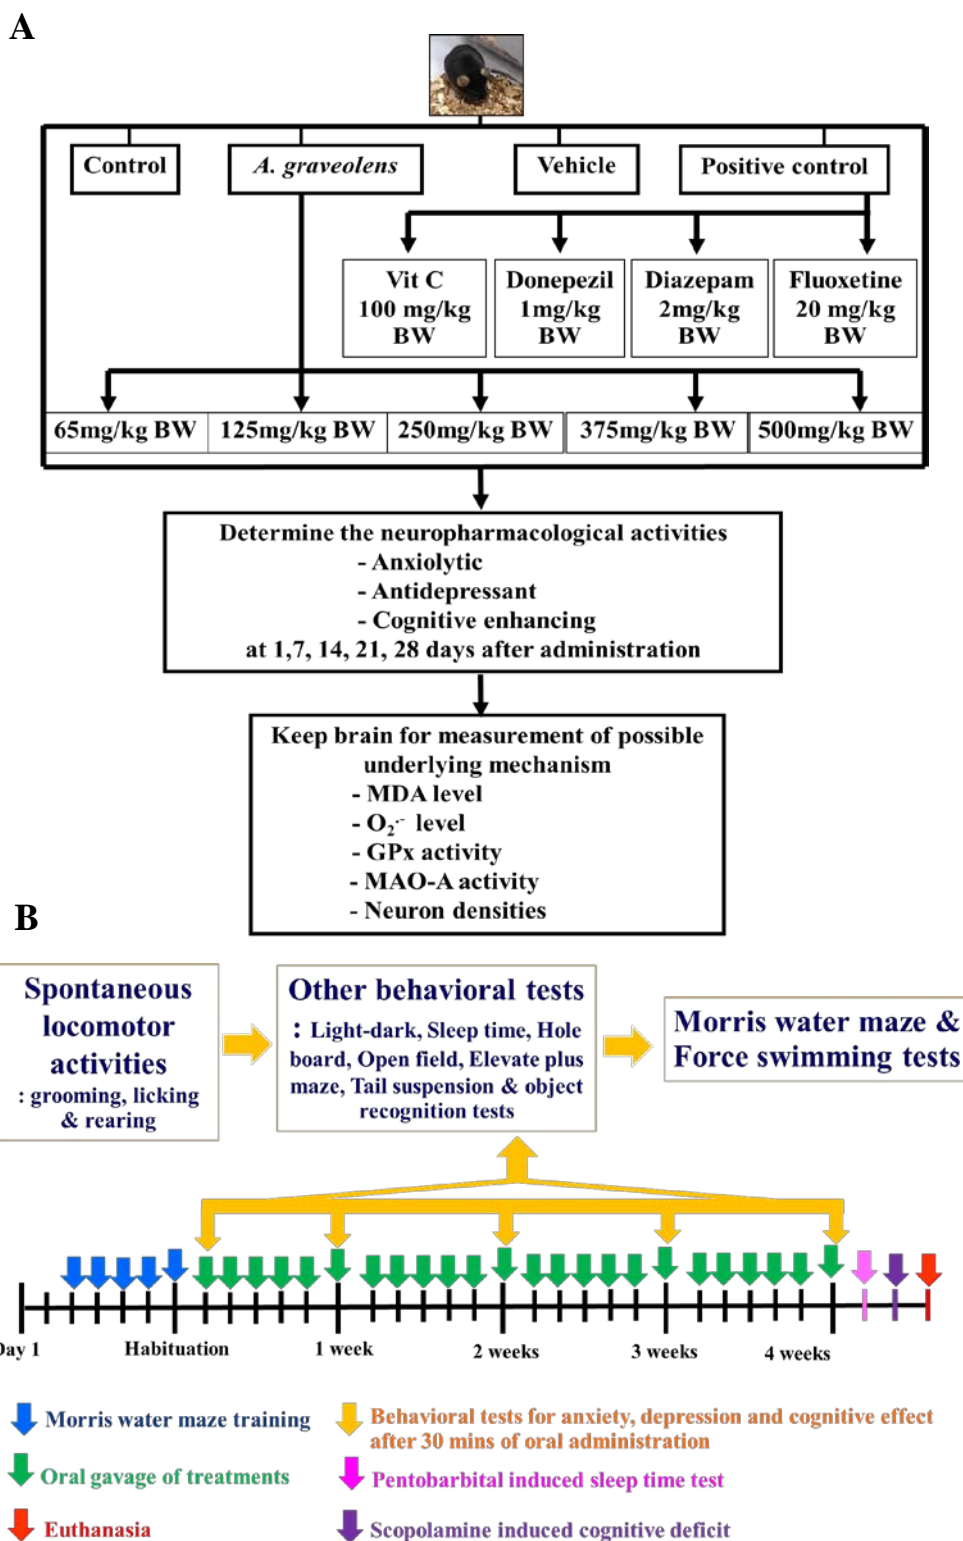 A
Control
A. graveolens
Vehicle
Positive control
Vit C
100 mg/kg
BW
Donepezil
1mg/kg
BW
Diazepam
2mg/kg
BW
Fluoxetine
20 mg/kg
BW
65mg/kg BW
125mg/kg BW
250mg/kg BW
375mg/kg BW
500mg/kg BW
Determine the neuropharmacological activities
- Anxiolytic
- Antidepressant
- Cognitive enhancing
at 1,7, 14, 21, 28 days after administration
Keep brain for measurement of possible
underlying mechanism
- MDA level
- O₂·⁻ level
- GPx activity
- MAO-A activity
- Neuron densities
B
Spontaneous
locomotor
activities
: grooming, licking
& rearing
Other behavioral tests
: Light-dark, Sleep time, Hole
board, Open field, Elevate plus
maze, Tail suspension & object
recognition tests
Morris water maze &
Force swimming tests
Day 1
Habituation
1 week
2 weeks
3 weeks
4 weeks
Morris water maze training
Oral gavage of treatments
Euthanasia
Behavioral tests for anxiety, depression and cognitive effect
after 30 mins of oral administration
Pentobarbital induced sleep time test
Scopolamine induced cognitive deficit